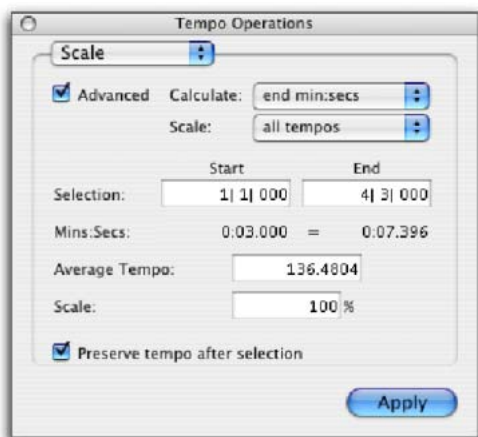 Tempo Operations
Scale
Advanced Calculate: end min:secs
Scale: all tempos
Start End
Selection: 1| 1| 000 4| 3| 000
Mins:Secs: 0:03.000 = 0:07.396
Average Tempo: 136.4804
Scale: 100 %
Preserve tempo after selection
Apply